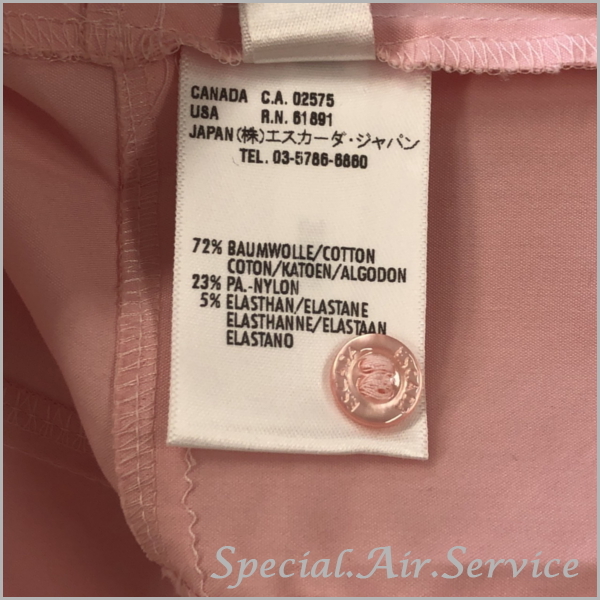 CANADA C.A. 02575
USA R.N. 61891
JAPAN (株)エスカーダ・ジャパン
TEL. 03-5786-6860
72% BAUMWOLLE/COTTON
COTON/KATOEN/ALGODON
23% PA.-NYLON
5% ELASTHAN/ELASTANE
ELASTHANNE/ELASTAAN
ELASTANO
Special.Air.Service